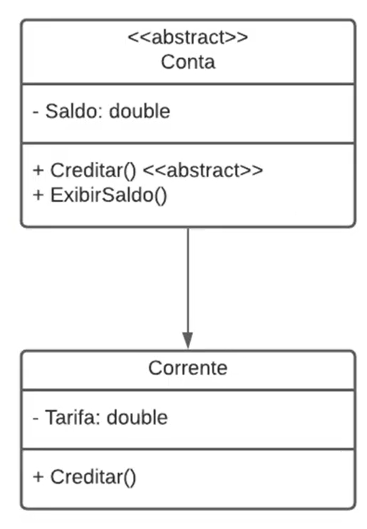 <<abstract>>
Conta
- Saldo: double
+ Creditar() <<abstract>>
+ ExibirSaldo()
Corrente
- Tarifa: double
+ Creditar()